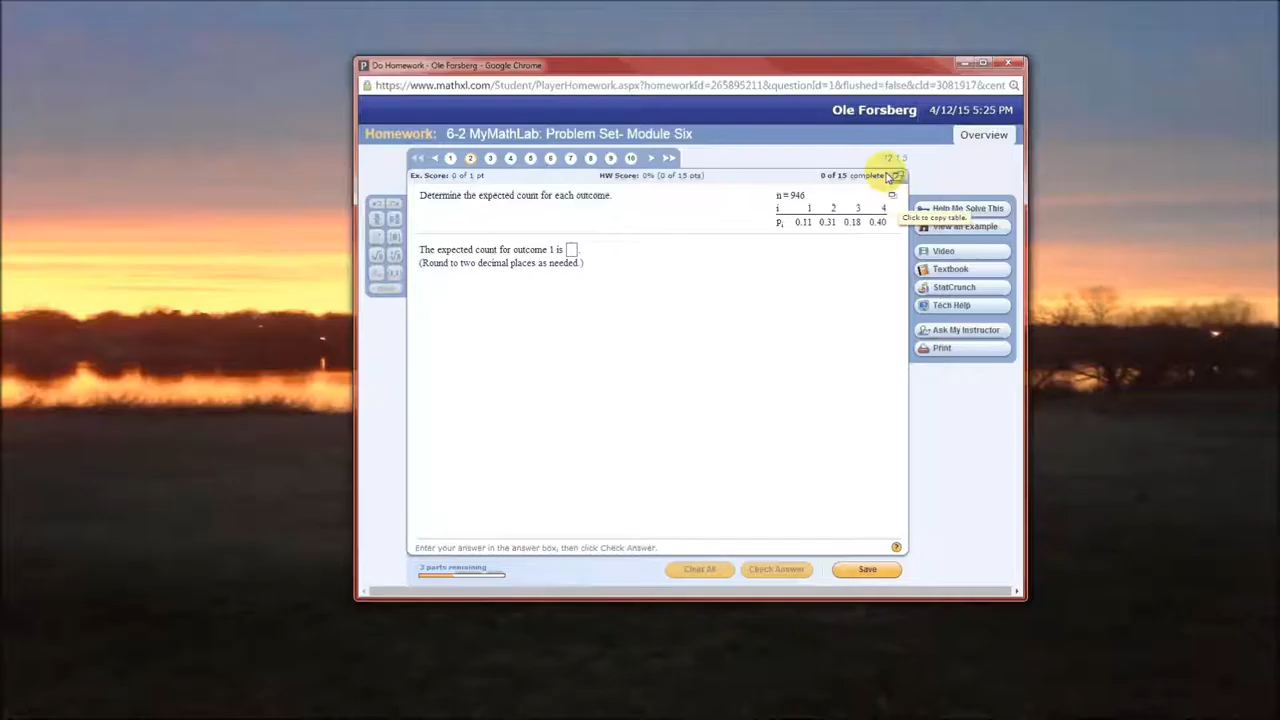 Do Homework - Ole Forsberg - Google Chrome
https://www.mathxl.com/Student/PlayerHomework.aspx?homeworkId=265895211&questionId=1&flushed=false&cId=3081917&cent
Ole Forsberg 4/12/15 5:25 PM
Homework: 6-2 MyMathLab: Problem Set- Module Six
Overview
1 2 3 4 5 6 7 8 9 10
12.1.5
Ex. Score: 0 of 1 pt HW Score: 0% (0 of 15 pts) 0 of 15 complete
Determine the expected count for each outcome.
n = 946
i 1 2 3 4
pi 0.11 0.31 0.18 0.40
The expected count for outcome 1 is
(Round to two decimal places as needed.)
Help Me Solve This
Click to copy table.
View an Example
Video
Textbook
StatCrunch
Tech Help
Ask My Instructor
Print
Enter your answer in the answer box, then click Check Answer.
?
3 parts remaining
Clear All Check Answer Save